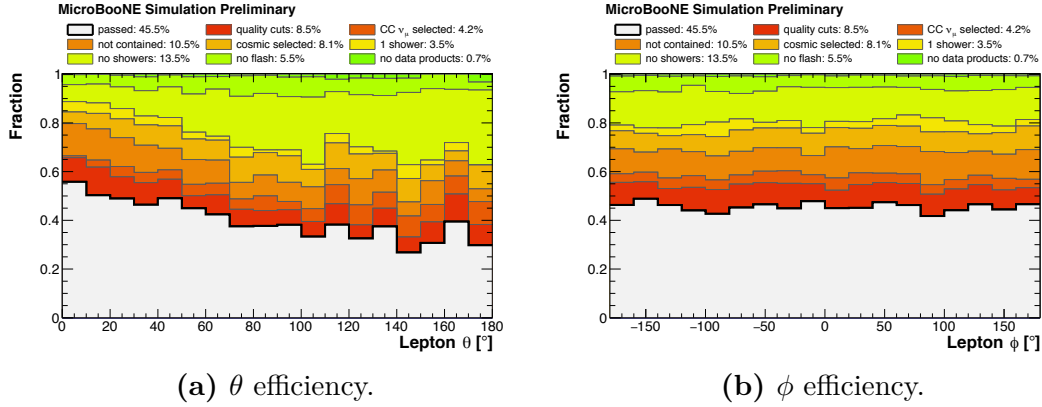 MicroBooNE Simulation Preliminary
passed: 45.5% quality cuts: 8.5% CC νμ selected: 4.2%
not contained: 10.5% cosmic selected: 8.1% 1 shower: 3.5%
no showers: 13.5% no flash: 5.5% no data products: 0.7%
Fraction
1
0.8
0.6
0.4
0.2
0
0 20 40 60 80 100 120 140 160 180
Lepton θ [°]
(a) θ efficiency.
MicroBooNE Simulation Preliminary
passed: 45.5% quality cuts: 8.5% CC νμ selected: 4.2%
not contained: 10.5% cosmic selected: 8.1% 1 shower: 3.5%
no showers: 13.5% no flash: 5.5% no data products: 0.7%
Fraction
1
0.8
0.6
0.4
0.2
0
−150 −100 −50 0 50 100 150
Lepton ϕ [°]
(b) ϕ efficiency.